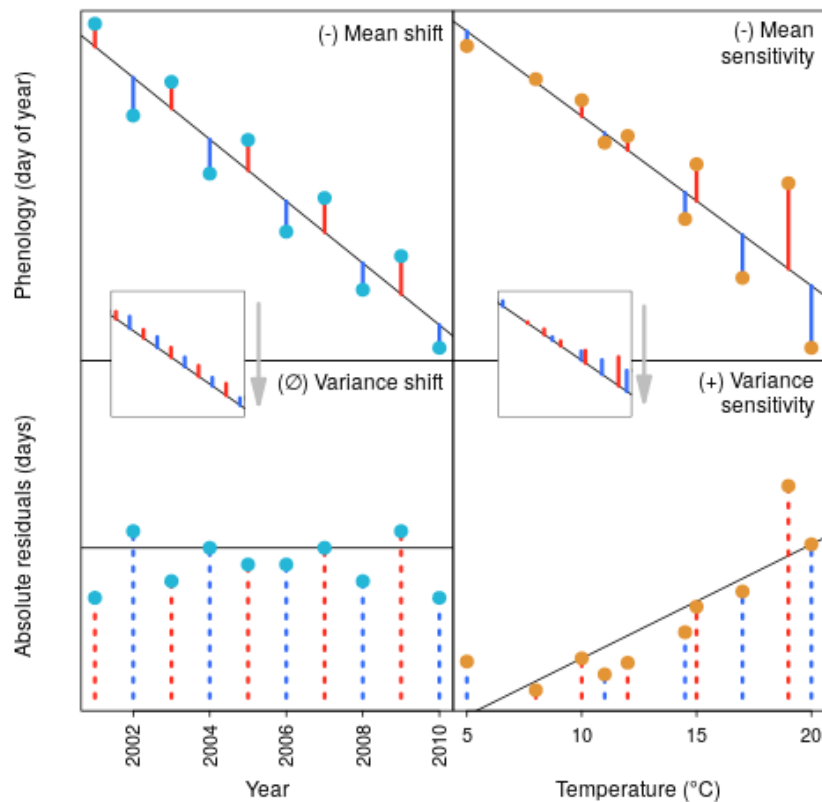 (-) Mean shift
(-) Mean
sensitivity
Phenology (day of year)
(∅) Variance shift
(+) Variance
sensitivity
Absolute residuals (days)
2002
2004
2006
2008
2010
Year
5
10
15
20
Temperature (°C)